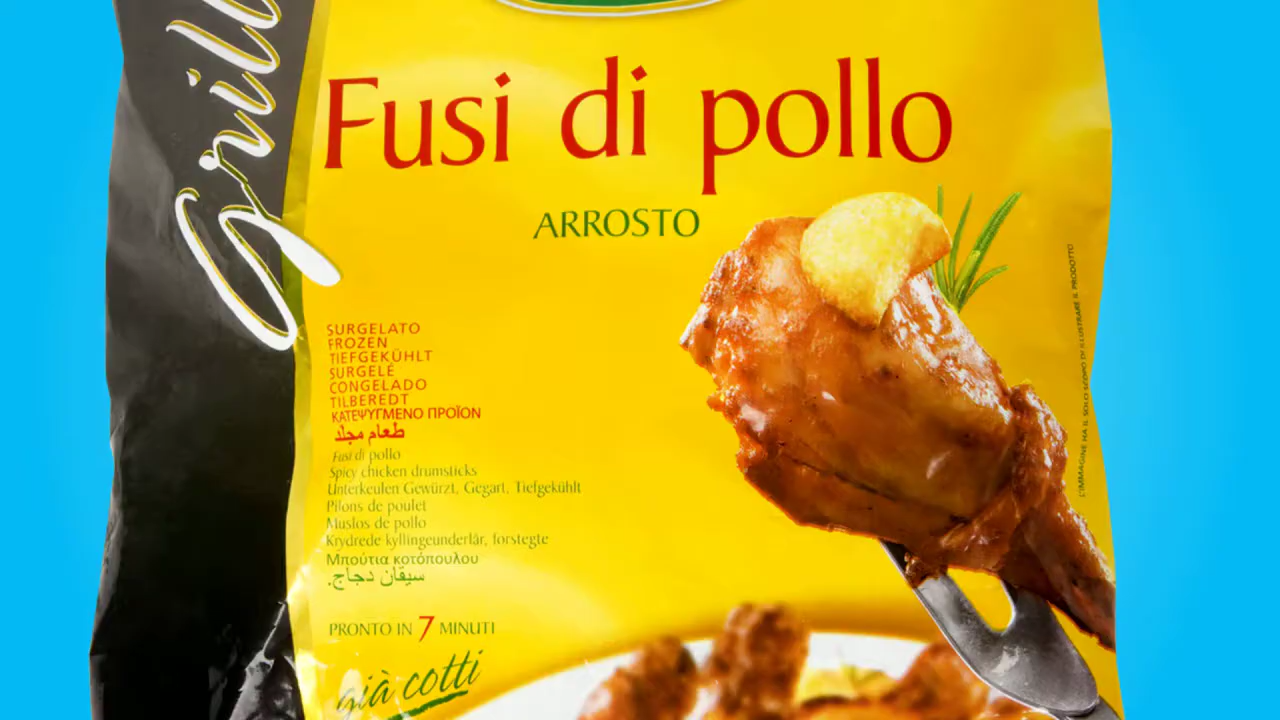 Grill
Fusi di pollo
ARROSTO
SURGELATO
FROZEN
TIEFGEKÜHLT
SURGELÉ
CONGELADO
TILBEREDT
ΚΑΤΕΨΥΓΜΕΝΟ ΠΡΟΪΟΝ
طعام مجلد
Fusi di pollo
Spicy chicken drumsticks
Unterkeulen Gewürzt, Gegart, Tiefgekühlt
Pilons de poulet
Muslos de pollo
Krydrede kyllingeunderlår, forstegte
Μπούτια κοτόπουλου
سيقان دجاج.
PRONTO IN 7 MINUTI
già cotti
L'IMMAGINE HA IL SOLO SCOPO DI ILLUSTRARE IL PRODOTTO